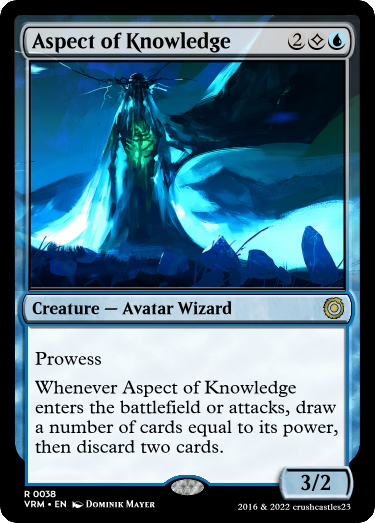 Aspect of Knowledge 2
Creature — Avatar Wizard
Prowess
Whenever Aspect of Knowledge
enters the battlefield or attacks, draw
a number of cards equal to its power,
then discard two cards.
3/2
R 0038
VRM • EN Dominik Mayer
2016 & 2022 crushcastles23